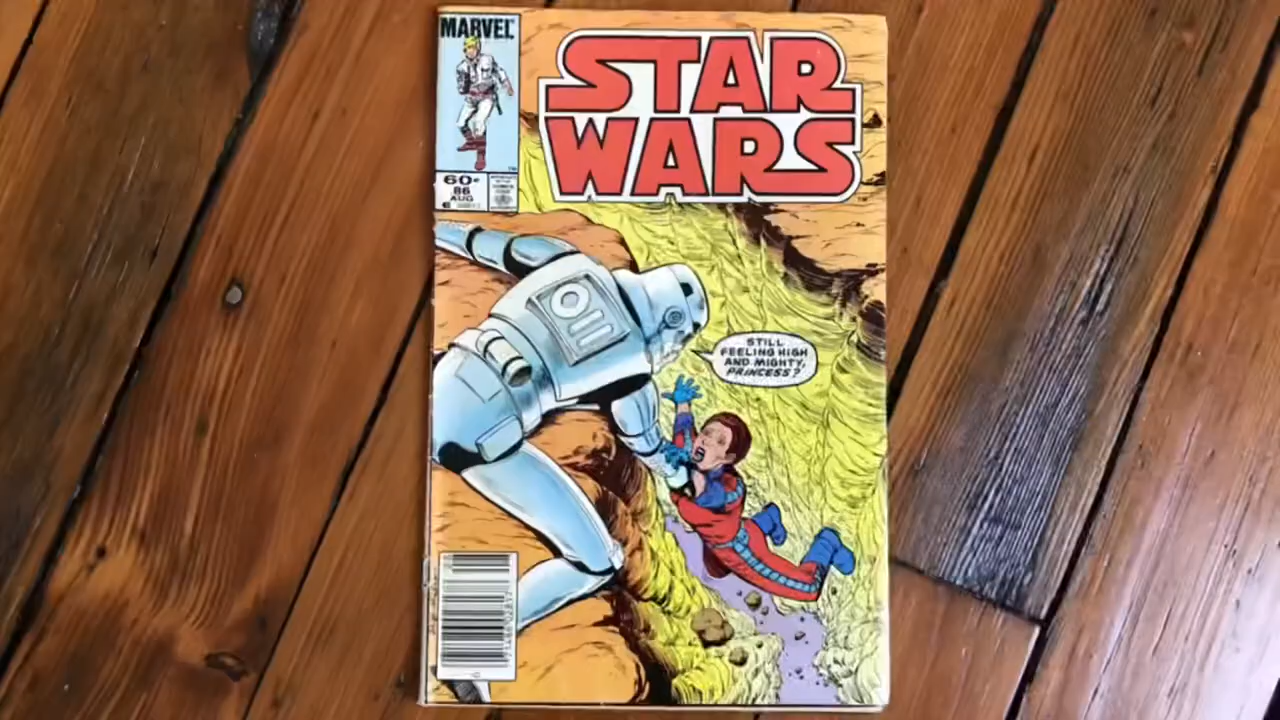 MARVEL
STAR
WARS
60¢
86
AUG
STILL
FEELING HIGH
AND MIGHTY,
PRINCESS?